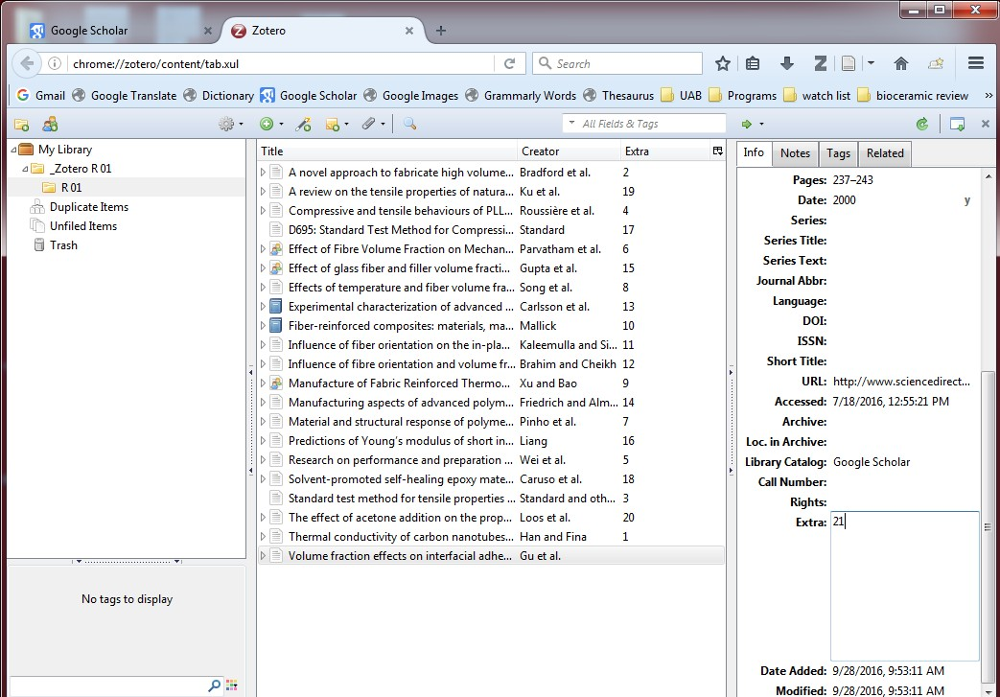 Google Scholar
Zotero
chrome://zotero/content/tab.xul
Search
Gmail Google Translate Dictionary Google Scholar Google Images Grammarly Words Thesaurus UAB Programs watch list bioceramic review »
All Fields & Tags
My Library
_Zotero R 01
R 01
Duplicate Items
Unfiled Items
Trash
No tags to display
Title Creator Extra
A novel approach to fabricate high volume... Bradford et al. 2
A review on the tensile properties of natura... Ku et al. 19
Compressive and tensile behaviours of PLL... Roussière et al. 4
D695: Standard Test Method for Compressi... Standard 17
Effect of Fibre Volume Fraction on Mechan... Parvatham et al. 6
Effect of glass fiber and filler volume fracti... Gupta et al. 15
Effects of temperature and fiber volume fra... Song et al. 8
Experimental characterization of advanced ... Carlsson et al. 13
Fiber-reinforced composites: materials, ma... Mallick 10
Influence of fiber orientation on the in-pla... Kaleemulla and Si... 11
Influence of fibre orientation and volume fr... Brahim and Cheikh 12
Manufacture of Fabric Reinforced Thermo... Xu and Bao 9
Manufacturing aspects of advanced polym... Friedrich and Alm... 14
Material and structural response of polyme... Pinho et al. 7
Predictions of Young's modulus of short in... Liang 16
Research on performance and preparation ... Wei et al. 5
Solvent-promoted self-healing epoxy mate... Caruso et al. 18
Standard test method for tensile properties ... Standard and oth... 3
The effect of acetone addition on the prop... Loos et al. 20
Thermal conductivity of carbon nanotubes... Han and Fina 1
Volume fraction effects on interfacial adhe... Gu et al.
Info Notes Tags Related
Pages: 237–243
Date: 2000 y
Series:
Series Title:
Series Text:
Journal Abbr:
Language:
DOI:
ISSN:
Short Title:
URL: http://www.sciencedirect...
Accessed: 7/18/2016, 12:55:21 PM
Archive:
Loc. in Archive:
Library Catalog: Google Scholar
Call Number:
Rights:
Extra: 21
Date Added: 9/28/2016, 9:53:11 AM
Modified: 9/28/2016, 9:53:11 AM